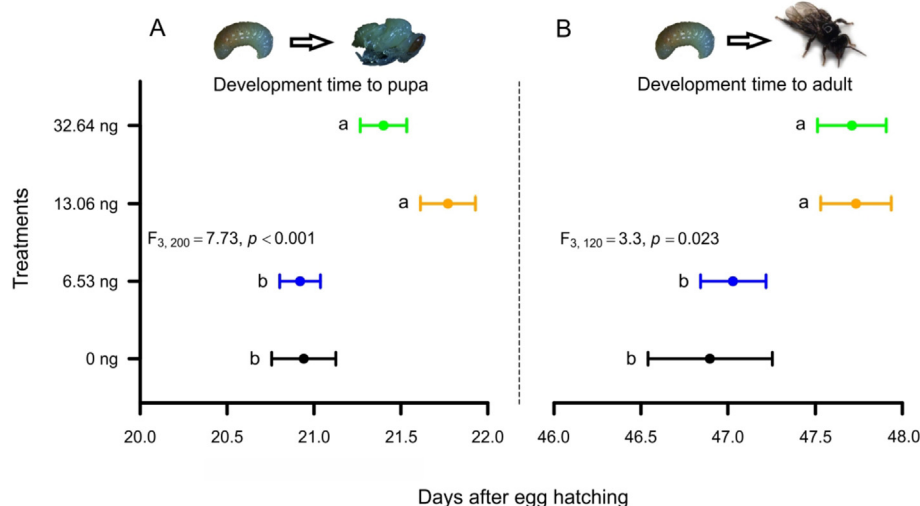 A
B
Development time to pupa
Development time to adult
Treatments
32.64 ng
a
a
13.06 ng
a
a
F3, 200 = 7.73, p < 0.001
F3, 120 = 3.3, p = 0.023
6.53 ng
b
b
0 ng
b
b
20.0 20.5 21.0 21.5 22.0
46.0 46.5 47.0 47.5 48.0
Days after egg hatching